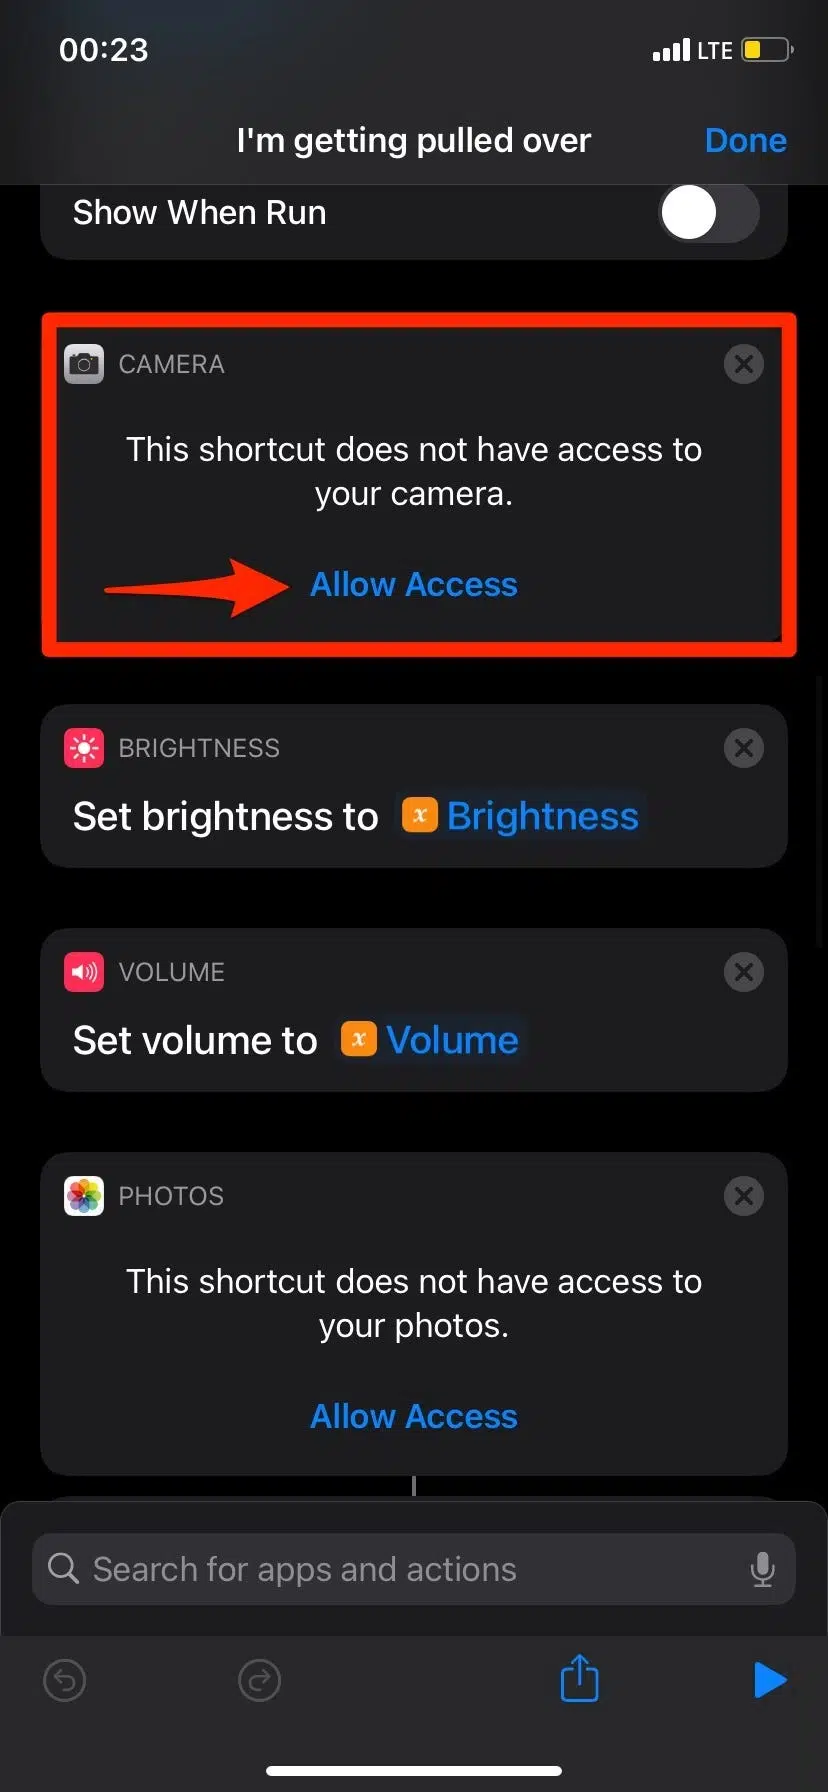 00:23
LTE
I'm getting pulled over
Done
Show When Run
CAMERA
This shortcut does not have access to
your camera.
Allow Access
BRIGHTNESS
Set brightness to x Brightness
VOLUME
Set volume to x Volume
PHOTOS
This shortcut does not have access to
your photos.
Allow Access
Search for apps and actions